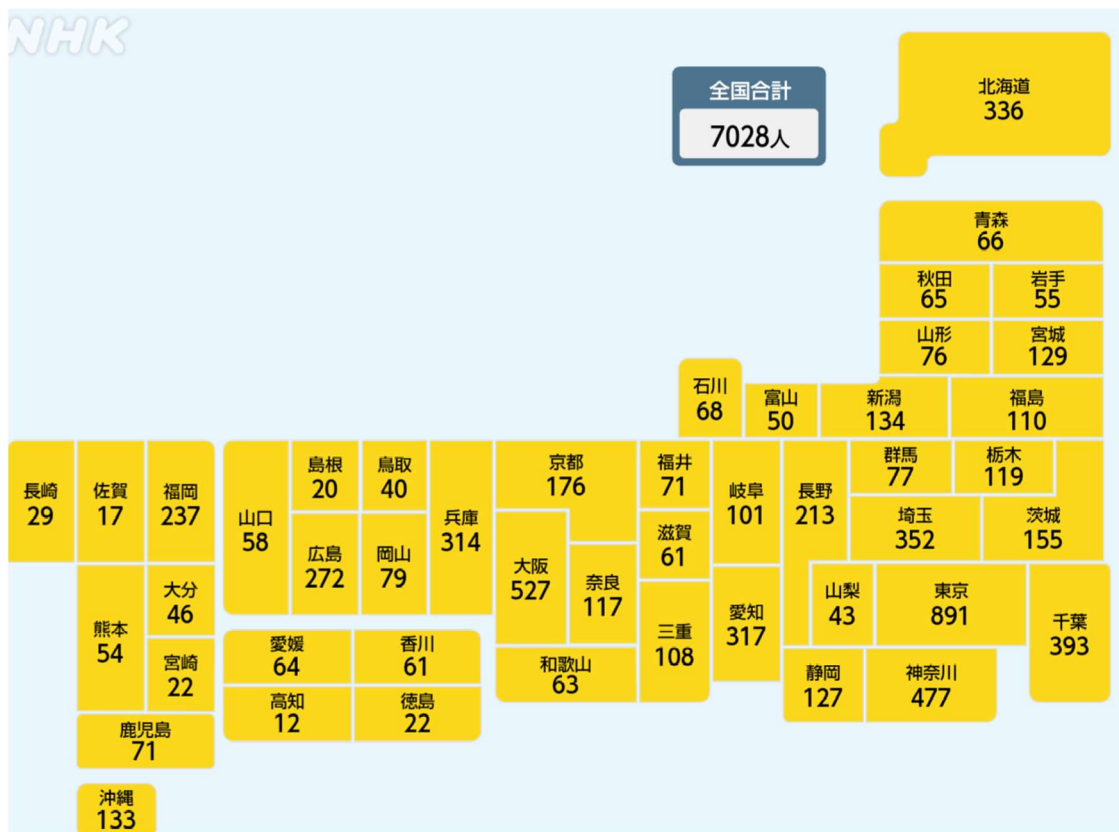 NHK
全国合計
7028人
北海道
336
青森
66
秋田
65
岩手
55
山形
76
宮城
129
石川
68
富山
50
新潟
134
福島
110
長崎
29
佐賀
17
福岡
237
山口
58
島根
20
鳥取
40
兵庫
314
京都
176
福井
71
岐阜
101
長野
213
群馬
77
栃木
119
広島
272
岡山
79
大阪
527
奈良
117
滋賀
61
埼玉
352
茨城
155
熊本
54
大分
46
宮崎
22
愛媛
64
香川
61
和歌山
63
三重
108
愛知
317
山梨
43
東京
891
千葉
393
高知
12
徳島
22
静岡
127
神奈川
477
鹿児島
71
沖縄
133